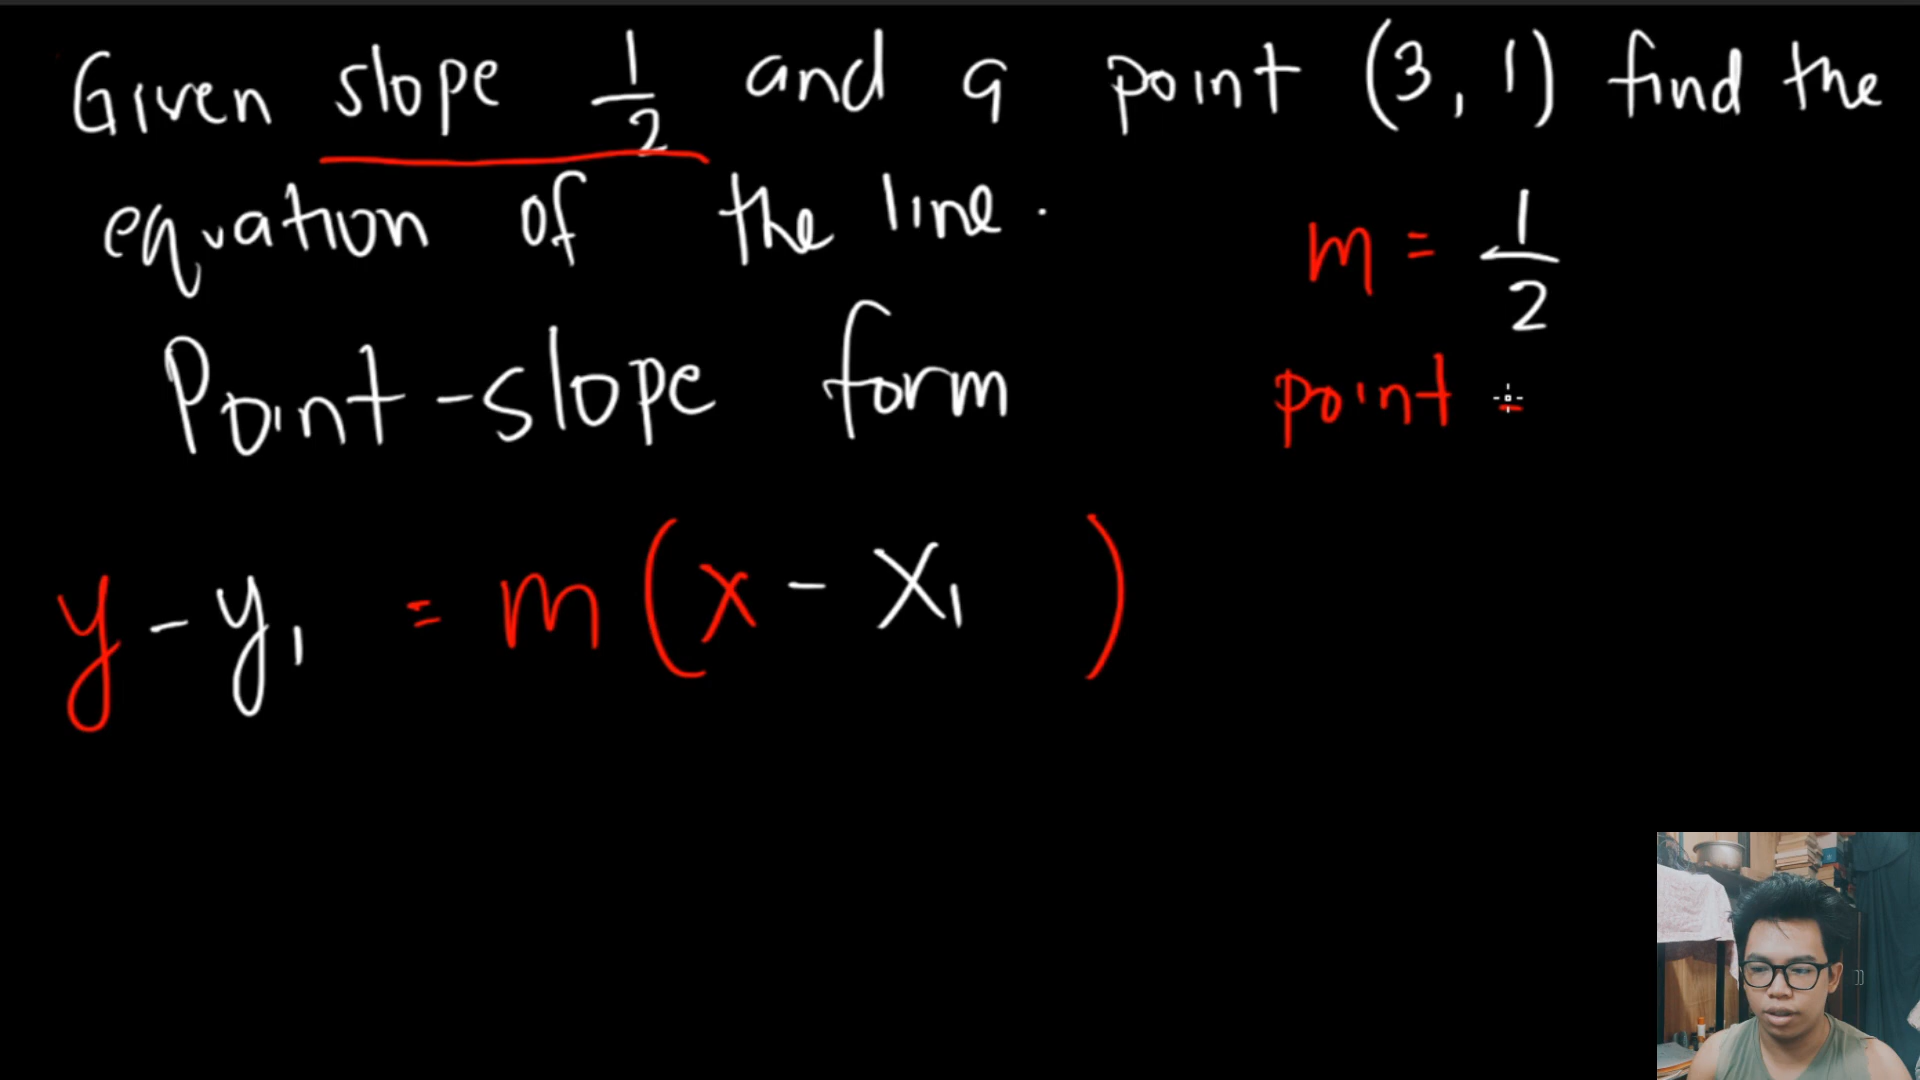 Given slope 1/2 and a point (3, 1) find the
equation of the line.
m = 1/2
Point-slope form
point =
y - y₁ = m(x - x₁)